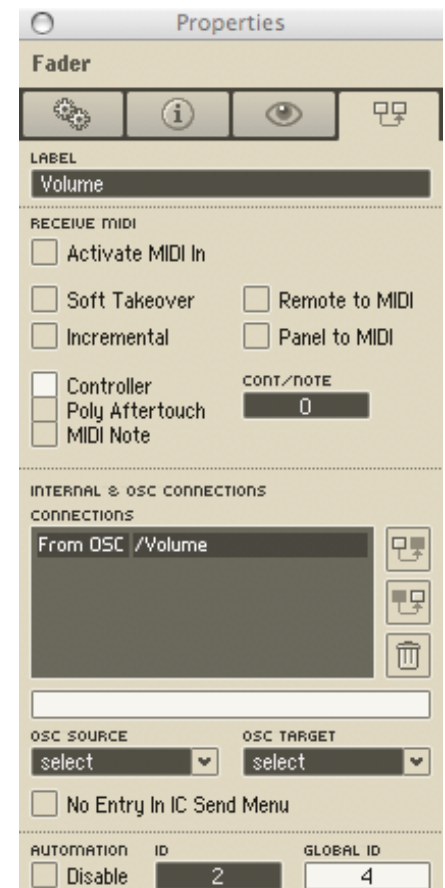 Properties
Fader
i
LABEL
Volume
RECEIVE MIDI
Activate MIDI In
Soft Takeover Remote to MIDI
Incremental Panel to MIDI
Controller CONT/NOTE
Poly Aftertouch 0
MIDI Note
INTERNAL & OSC CONNECTIONS
CONNECTIONS
From OSC /Volume
OSC SOURCE OSC TARGET
select select
No Entry In IC Send Menu
AUTOMATION ID GLOBAL ID
Disable 2 4